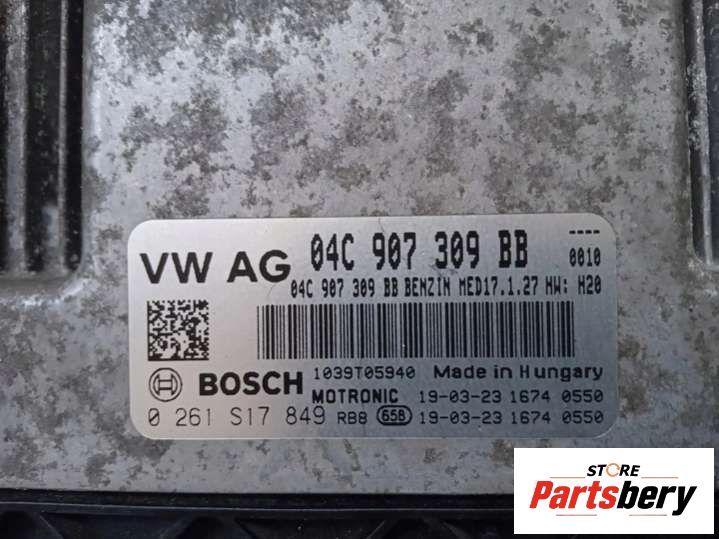 VW AG 04C 907 309 BB ----
0010
04C 907 309 BB BENZIN MED17.1.27 HW: H20
BOSCH 1039T05940 Made in Hungary
MOTRONIC 19-03-23 1674 0550
0 261 S17 849 RB8 65B 19-03-23 1674 0550
STORE
Partsbery